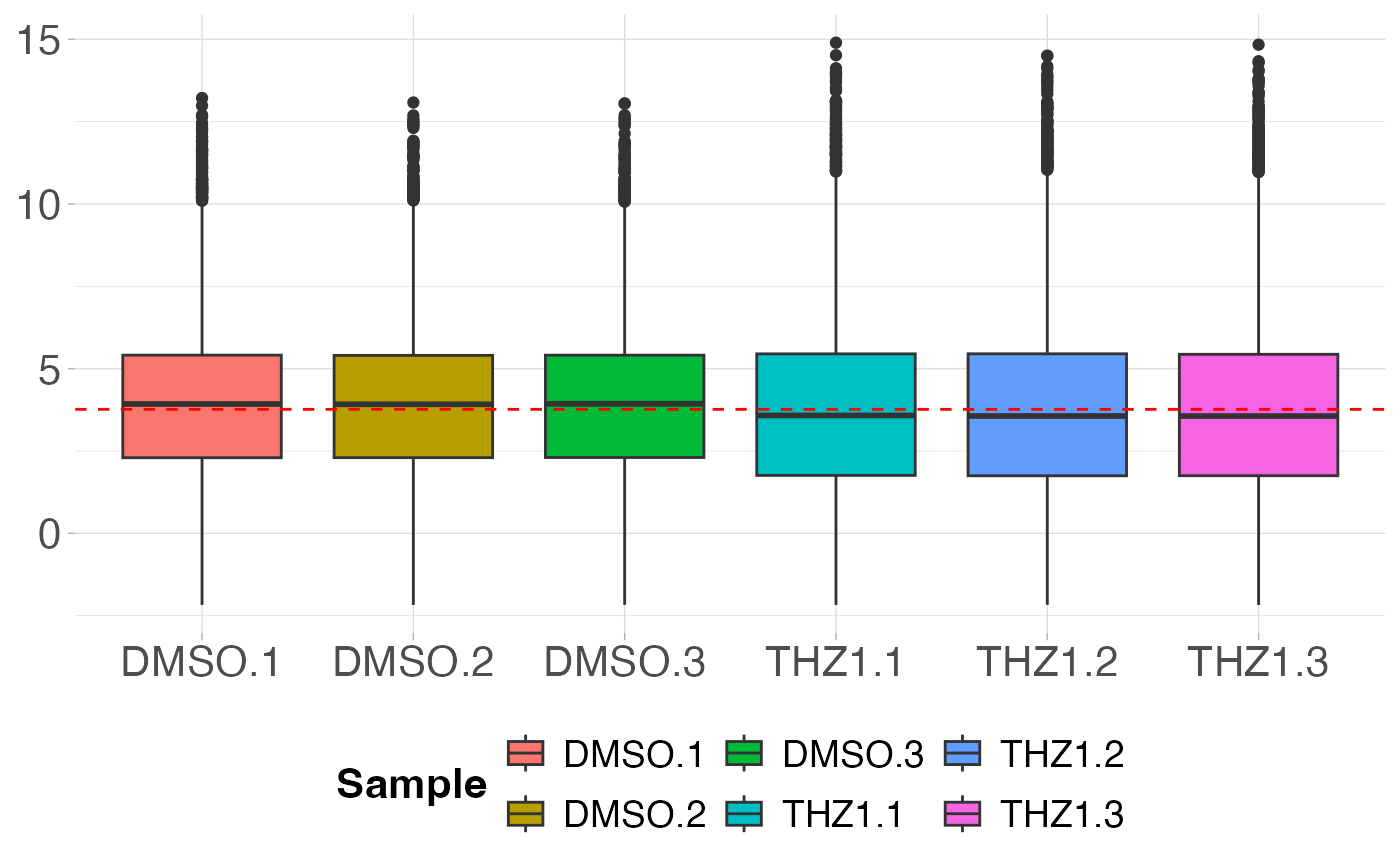 15
10
5
0
DMSO.1 DMSO.2 DMSO.3 THZ1.1 THZ1.2 THZ1.3
Sample
DMSO.1 DMSO.3 THZ1.2
DMSO.2 THZ1.1 THZ1.3